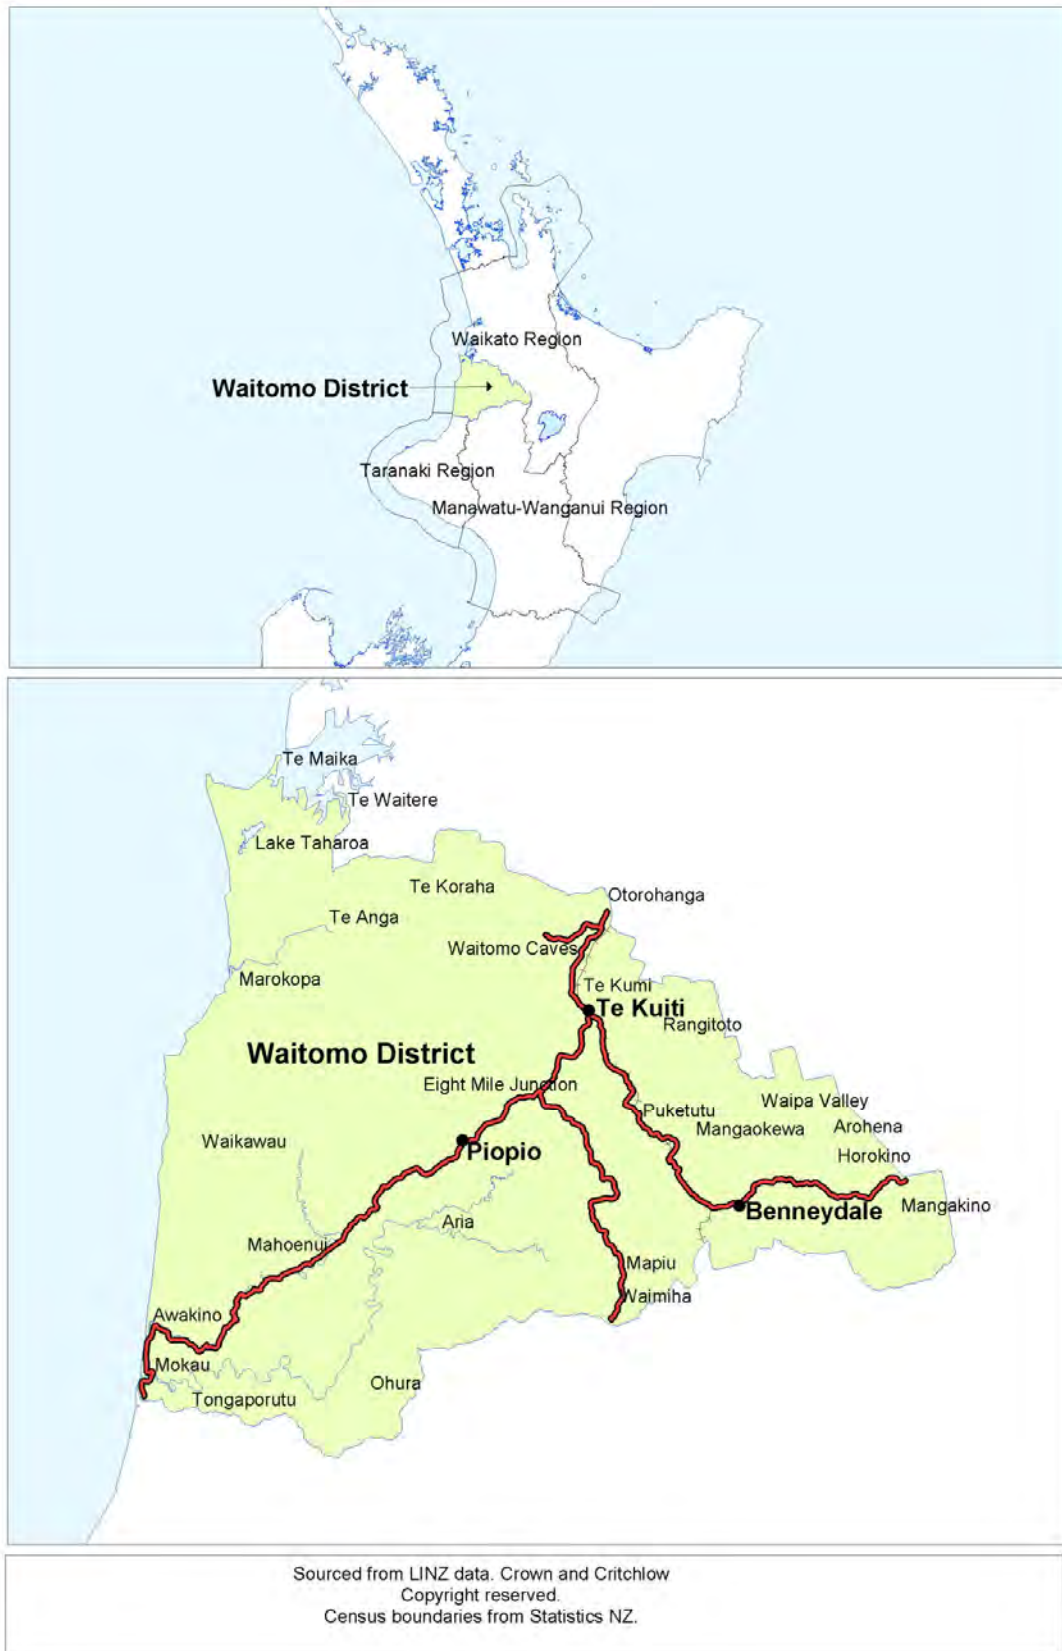 Waikato Region
Waitomo District
Taranaki Region
Manawatu-Wanganui Region
Te Maika
Te Waitere
Lake Taharoa
Te Koraha
Otorohanga
Te Anga
Waitomo Caves
Marokopa
Te Kumi
Te Kuiti
Rangitoto
Waitomo District
Eight Mile Junction
Waipa Valley
Puketutu
Mangaokewa
Arohena
Waikawau
Piopio
Horokino
Mangakino
Benneydale
Aria
Mahoenui
Mapiu
Waimiha
Awakino
Mokau
Ohura
Tongaporutu
Sourced from LINZ data. Crown and Critchlow
Copyright reserved.
Census boundaries from Statistics NZ.